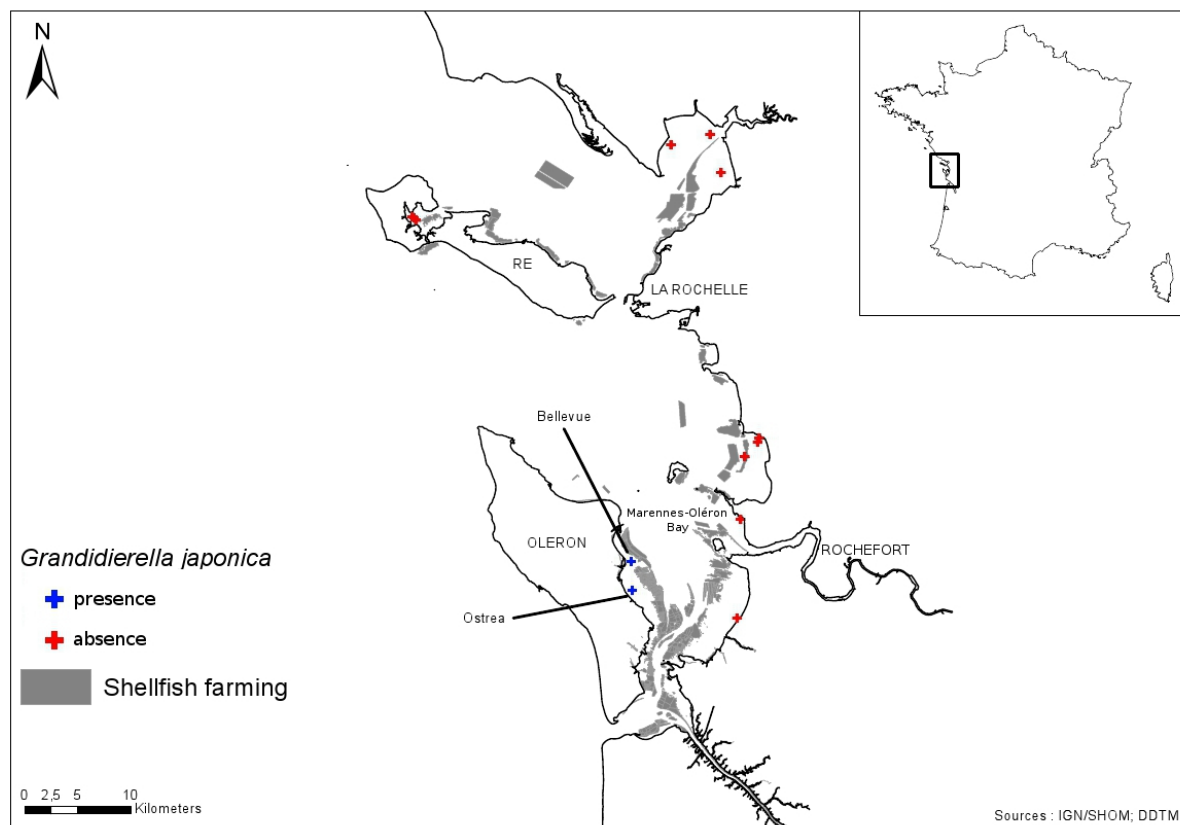 N
RE
LA ROCHELLE
Bellevue
Marennes-Oléron
Bay
OLERON
ROCHEFORT
Grandidierella japonica
presence
Ostrea
absence
Shellfish farming
0 2,5 5 10
Kilometers
Sources : IGN/SHOM; DDTM